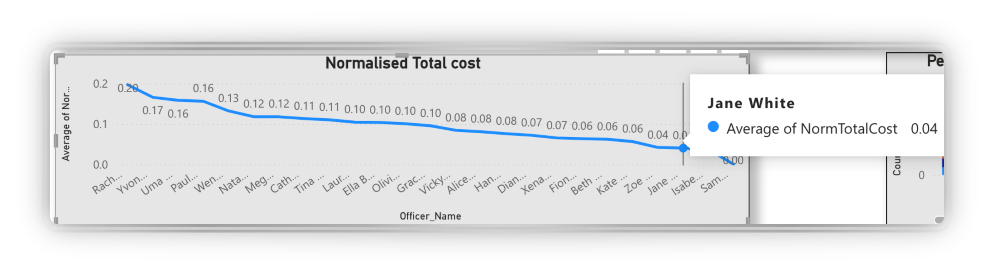 Normalised Total cost
Pe
Average of Nor...
0.2
0.1
0.0
0.20
0.17
0.16
0.16
0.13
0.12
0.12
0.11
0.11
0.10
0.10
0.10
0.10
0.08
0.08
0.08
0.07
0.07
0.06
0.06
0.06
0.04
0.0
0.00
Jane White
Average of NormTotalCost 0.04
Rach...
Yvon...
Uma ...
Paul...
Wen...
Nata...
Meg...
Cath...
Tina ...
Laur...
Ella B...
Olivi...
Grac...
Vicky...
Alice...
Han...
Dian...
Xena...
Fion...
Beth ...
Kate ...
Zoe ...
Jane ...
Isabe...
Sam...
Officer_Name
Cou
0